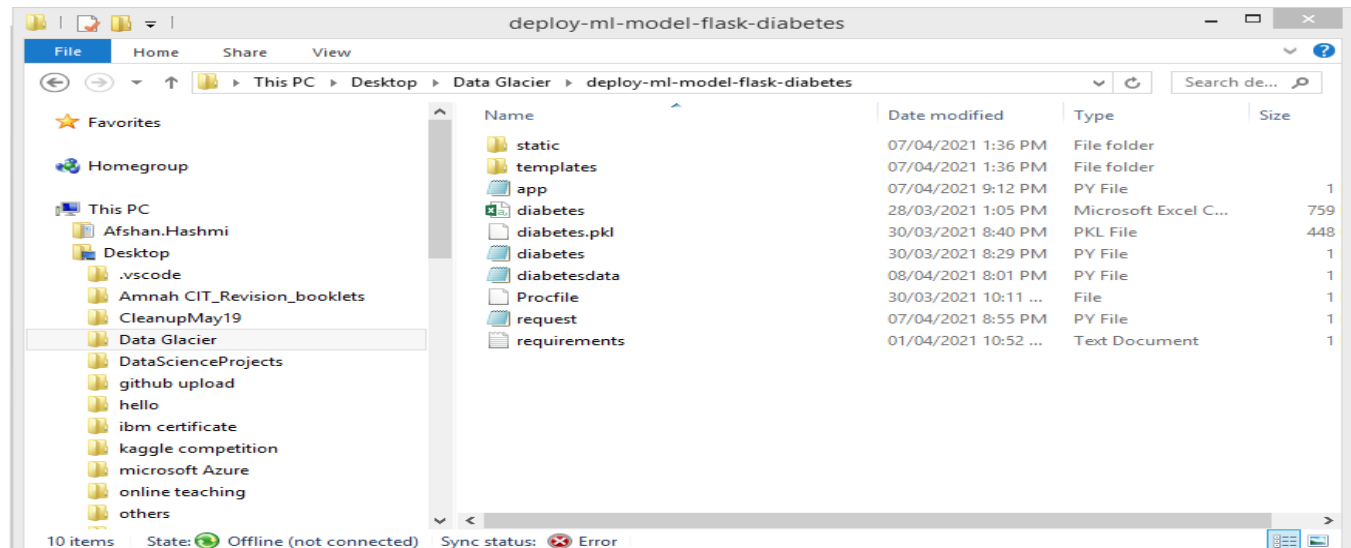 deploy-ml-model-flask-diabetes
File Home Share View
This PC Desktop Data Glacier deploy-ml-model-flask-diabetes Search de...
Favorites
Homegroup
This PC
Afshan.Hashmi
Desktop
.vscode
Amnah CIT_Revision_booklets
CleanupMay19
Data Glacier
DataScienceProjects
github upload
hello
ibm certificate
kaggle competition
microsoft Azure
online teaching
others
Name Date modified Type Size
static 07/04/2021 1:36 PM File folder
templates 07/04/2021 1:36 PM File folder
app 07/04/2021 9:12 PM PY File 1
diabetes 28/03/2021 1:05 PM Microsoft Excel C... 759
diabetes.pkl 30/03/2021 8:40 PM PKL File 448
diabetes 30/03/2021 8:29 PM PY File 1
diabetesdata 08/04/2021 8:01 PM PY File 1
Procfile 30/03/2021 10:11 ... File 1
request 07/04/2021 8:55 PM PY File 1
requirements 01/04/2021 10:52 ... Text Document 1
10 items State: Offline (not connected) Sync status: Error